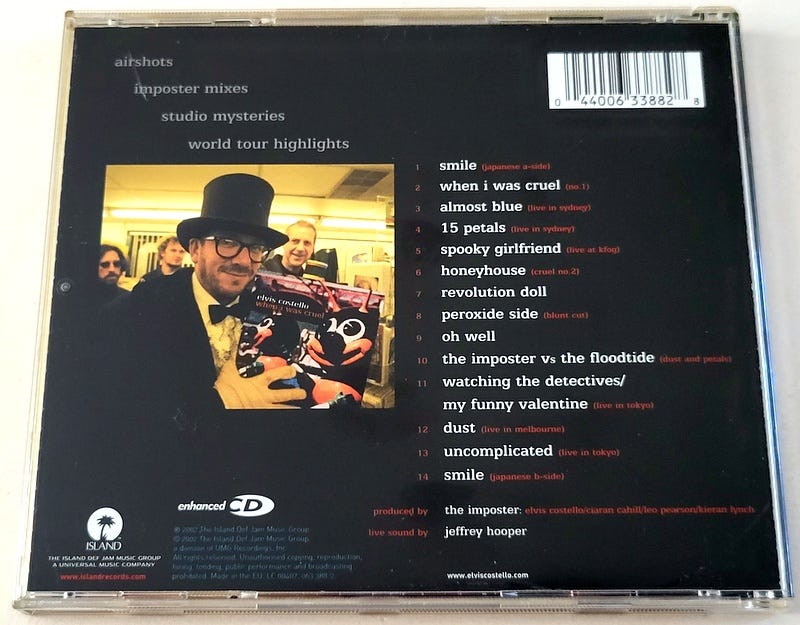 airshots
imposter mixes
studio mysteries
world tour highlights
0 44006 33882 8
elvis costello
when i was cruel
1 smile (japanese a-side)
2 when i was cruel (no.1)
3 almost blue (live in sydney)
4 15 petals (live in sydney)
5 spooky girlfriend (live at kfog)
6 honeyhouse (cruel no.2)
7 revolution doll
8 peroxide side (blunt cut)
9 oh well
10 the imposter vs the floodtide (dust and petals)
11 watching the detectives/
my funny valentine (live in tokyo)
12 dust (live in melbourne)
13 uncomplicated (live in tokyo)
14 smile (japanese b-side)
produced by the imposter: elvis costello/ciaran cahill/leo pearson/kieran lynch
live sound by jeffrey hooper
www.elviscostello.com
enhanced CD
ISLAND
THE ISLAND DEF JAM MUSIC GROUP
A UNIVERSAL MUSIC COMPANY
www.islandrecords.com
℗ 2002 The Island Def Jam Music Group
© 2002 The Island Def Jam Music Group
a division of UMG Recordings, Inc.
All rights reserved. Unauthorised copying, reproduction,
hiring, lending, public performance and broadcasting
prohibited. Made in the EU. LC 00407. 063 388-2